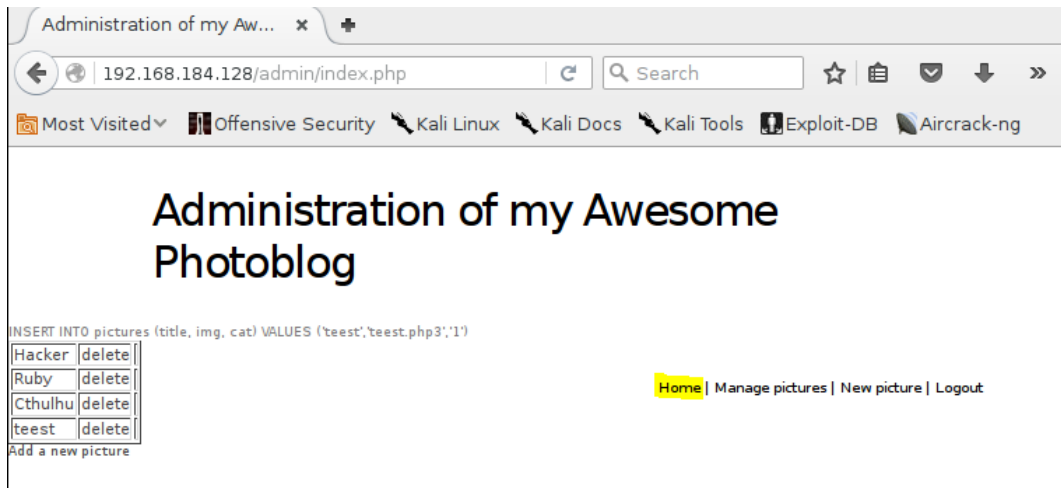 Administration of my Aw...
192.168.184.128/admin/index.php
Search
Most Visited
Offensive Security
Kali Linux
Kali Docs
Kali Tools
Exploit-DB
Aircrack-ng
Administration of my Awesome
Photoblog
INSERT INTO pictures (title, img, cat) VALUES ('teest','teest.php3','1')
Hacker delete
Ruby delete
Cthulhu delete
teest delete
Home | Manage pictures | New picture | Logout
Add a new picture